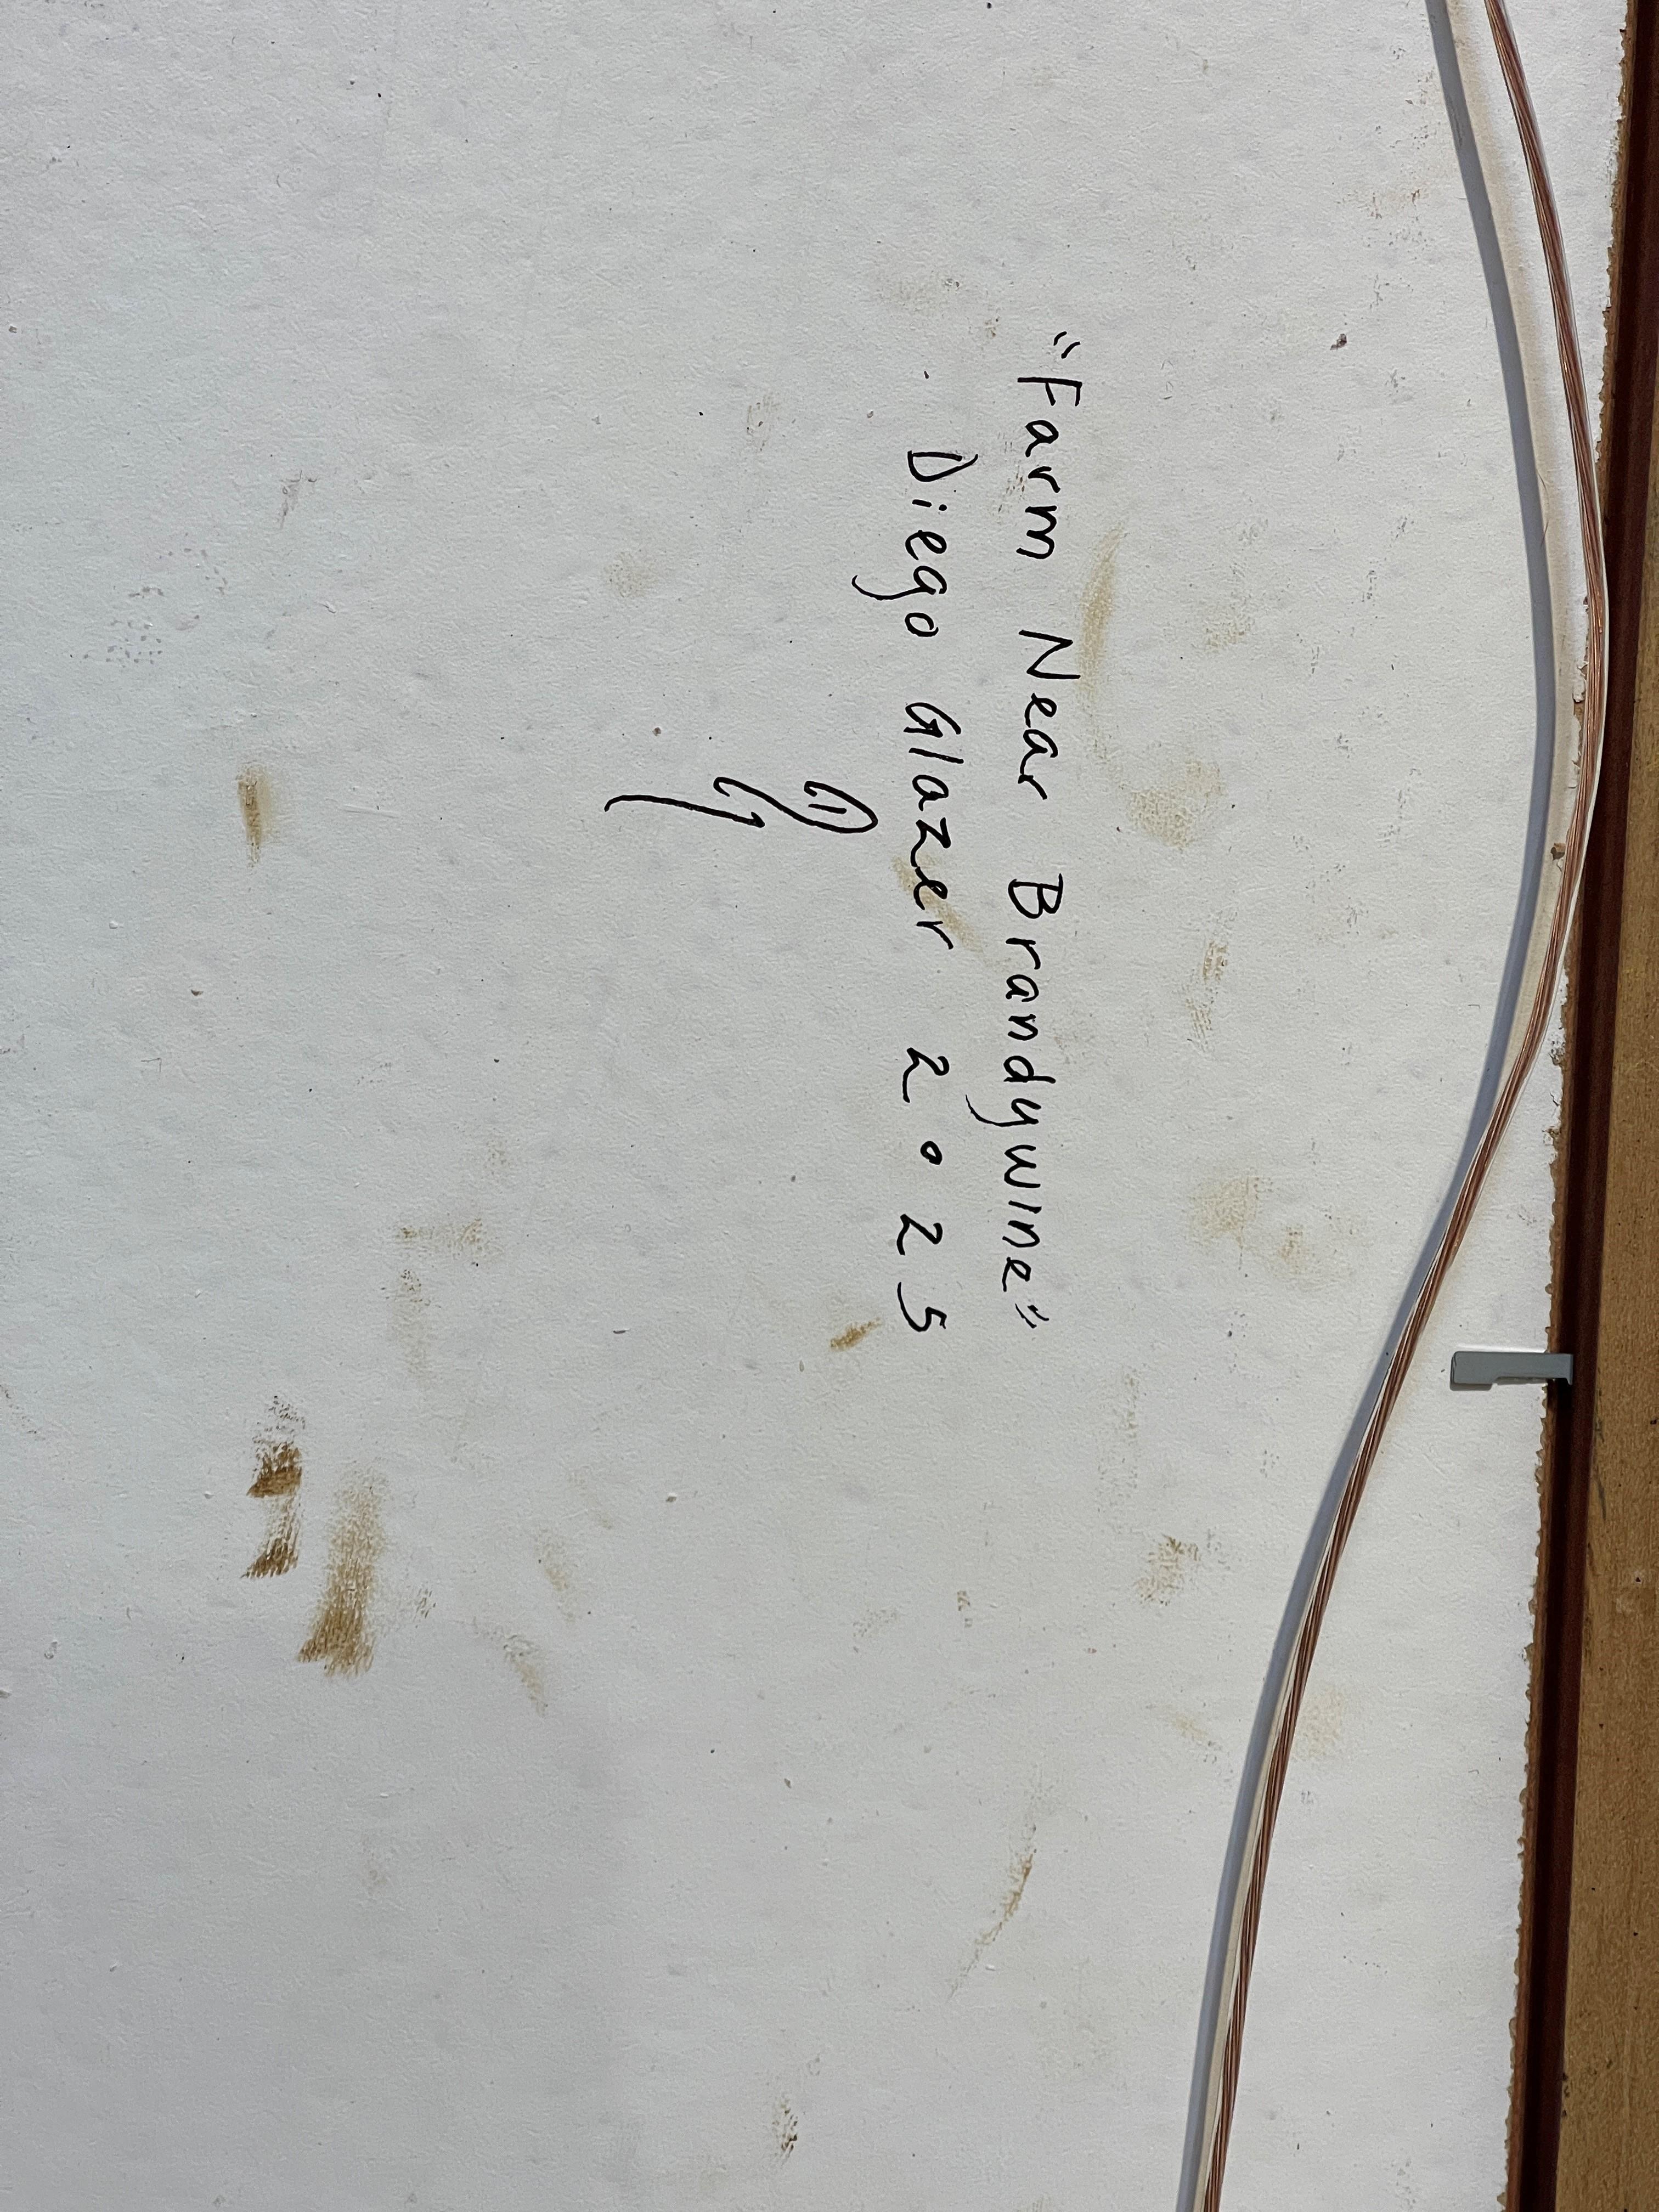 "Farm Near Brandywine"
Diego Glazer 2025